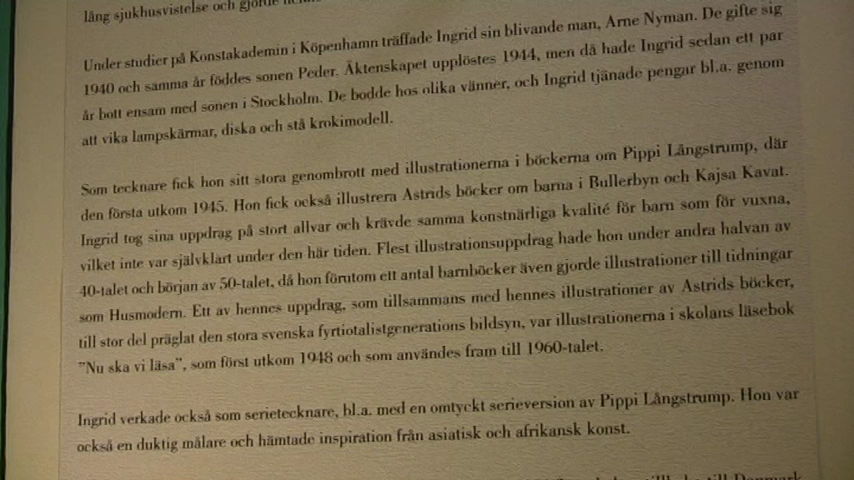 lång sjukhusvistelse och gjorde
Under studier på Konstakademin i Köpenhamn träffade Ingrid sin blivande man, Arne Nyman. De gifte sig
1940 och samma år föddes sonen Peder. Äktenskapet upplöstes 1944, men då hade Ingrid sedan ett par
år bott ensam med sonen i Stockholm. De bodde hos olika vänner, och Ingrid tjänade pengar bl.a. genom
att vika lampskärmar, diska och stå krokimodell.
Som tecknare fick hon sitt stora genombrott med illustrationerna i böckerna om Pippi Långstrump, där
den första utkom 1945. Hon fick också illustrera Astrids böcker om barna i Bullerbyn och Kajsa Kavat.
Ingrid tog sina uppdrag på stort allvar och krävde samma konstnärliga kvalité för barn som för vuxna,
vilket inte var självklart under den här tiden. Flest illustrationsuppdrag hade hon under andra halvan av
40-talet och början av 50-talet, då hon förutom ett antal barnböcker även gjorde illustrationer till tidningar
som Husmodern. Ett av hennes uppdrag, som tillsammans med hennes illustrationer av Astrids böcker,
till stor del präglat den stora svenska fyrtiotalistgenerations bildsyn, var illustrationerna i skolans läsebok
”Nu ska vi läsa”, som först utkom 1948 och som användes fram till 1960-talet.
Ingrid verkade också som serietecknare, bl.a. med en omtyckt serieversion av Pippi Långstrump. Hon var
också en duktig målare och hämtade inspiration från asiatisk och afrikansk konst.
till Danmark